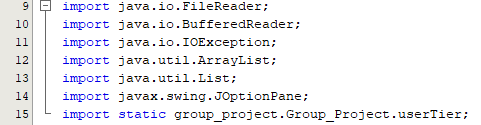 9 import java.io.FileReader;
10 import java.io.BufferedReader;
11 import java.io.IOException;
12 import java.util.ArrayList;
13 import java.util.List;
14 import javax.swing.JOptionPane;
15 import static group_project.Group_Project.userTier;